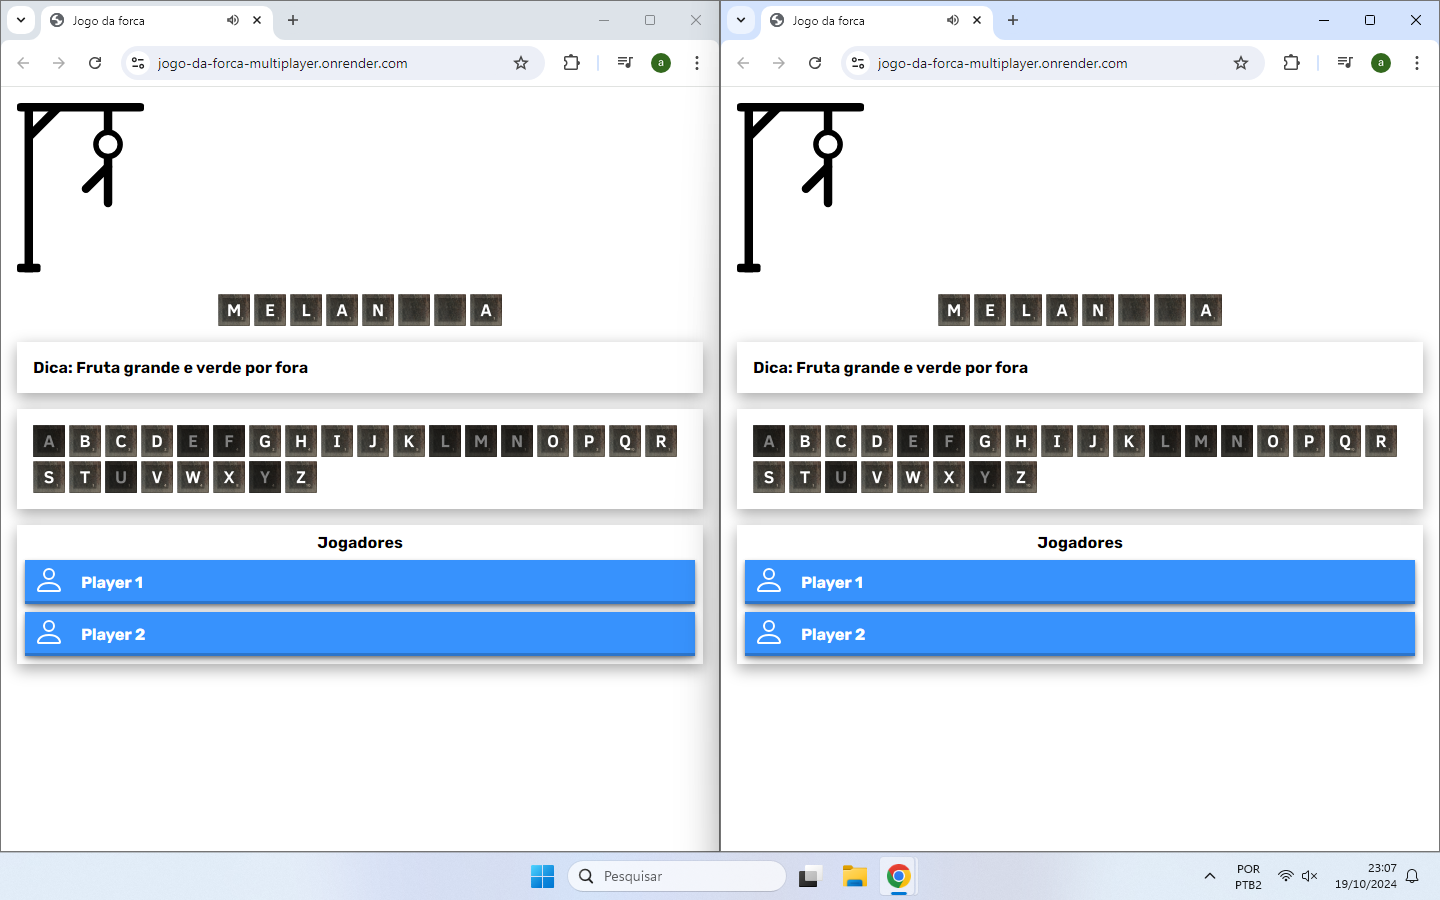 Jogo da forca
jogo-da-forca-multiplayer.onrender.com
a
M E L A N A
Dica: Fruta grande e verde por fora
A B C D E F G H I J K L M N O P Q R
S T U V W X Y Z
Jogadores
Player 1
Player 2
Jogo da forca
jogo-da-forca-multiplayer.onrender.com
a
M E L A N A
Dica: Fruta grande e verde por fora
A B C D E F G H I J K L M N O P Q R
S T U V W X Y Z
Jogadores
Player 1
Player 2
Pesquisar
POR
PTB2
23:07
19/10/2024